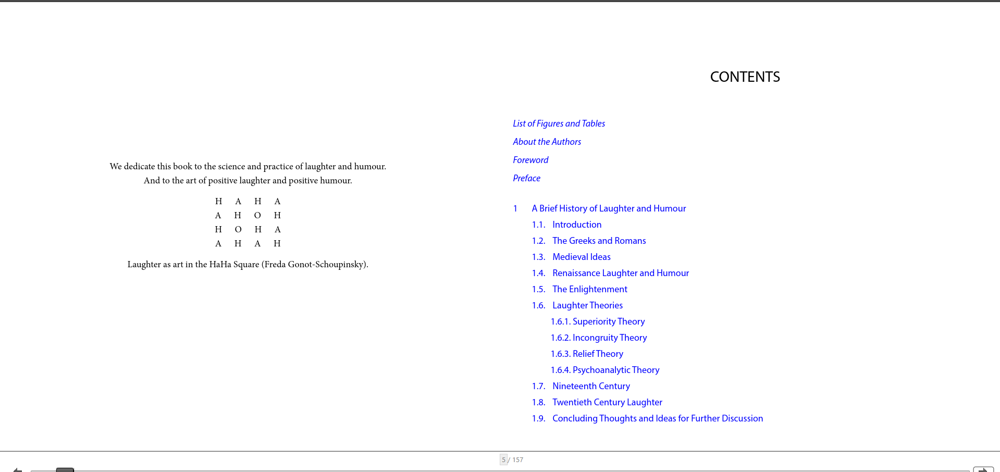 We dedicate this book to the science and practice of laughter and humour.
And to the art of positive laughter and positive humour.
H A H A
A H O H
H O H A
A H A H
Laughter as art in the HaHa Square (Freda Gonot-Schoupinsky).
CONTENTS
List of Figures and Tables
About the Authors
Foreword
Preface
1 A Brief History of Laughter and Humour
1.1. Introduction
1.2. The Greeks and Romans
1.3. Medieval Ideas
1.4. Renaissance Laughter and Humour
1.5. The Enlightenment
1.6. Laughter Theories
1.6.1. Superiority Theory
1.6.2. Incongruity Theory
1.6.3. Relief Theory
1.6.4. Psychoanalytic Theory
1.7. Nineteenth Century
1.8. Twentieth Century Laughter
1.9. Concluding Thoughts and Ideas for Further Discussion
5 / 157